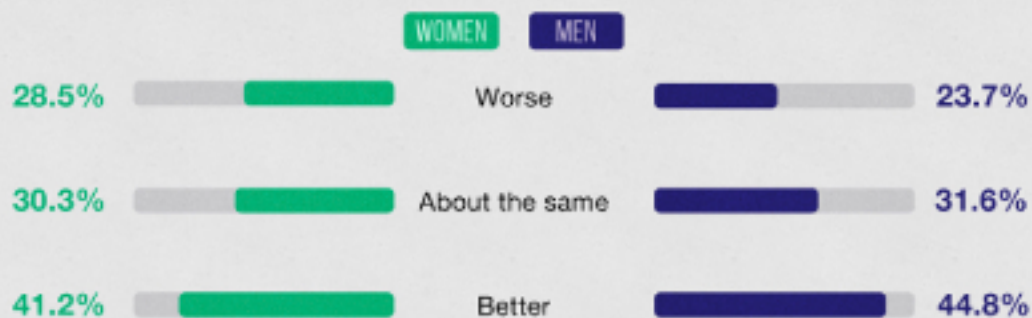 WOMEN MEN
28.5% Worse 23.7%
30.3% About the same 31.6%
41.2% Better 44.8%